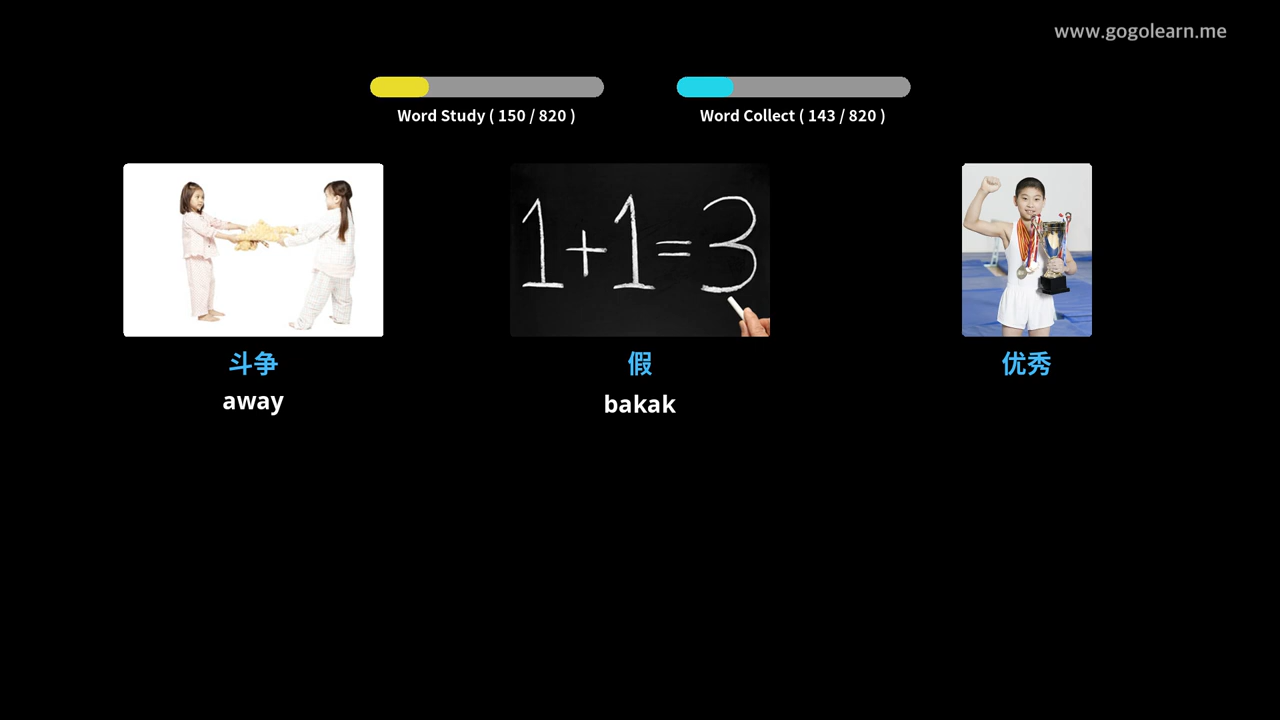 www.gogolearn.me
Word Study ( 150 / 820 )
Word Collect ( 143 / 820 )
1+1=3
斗争
假
优秀
away
bakak